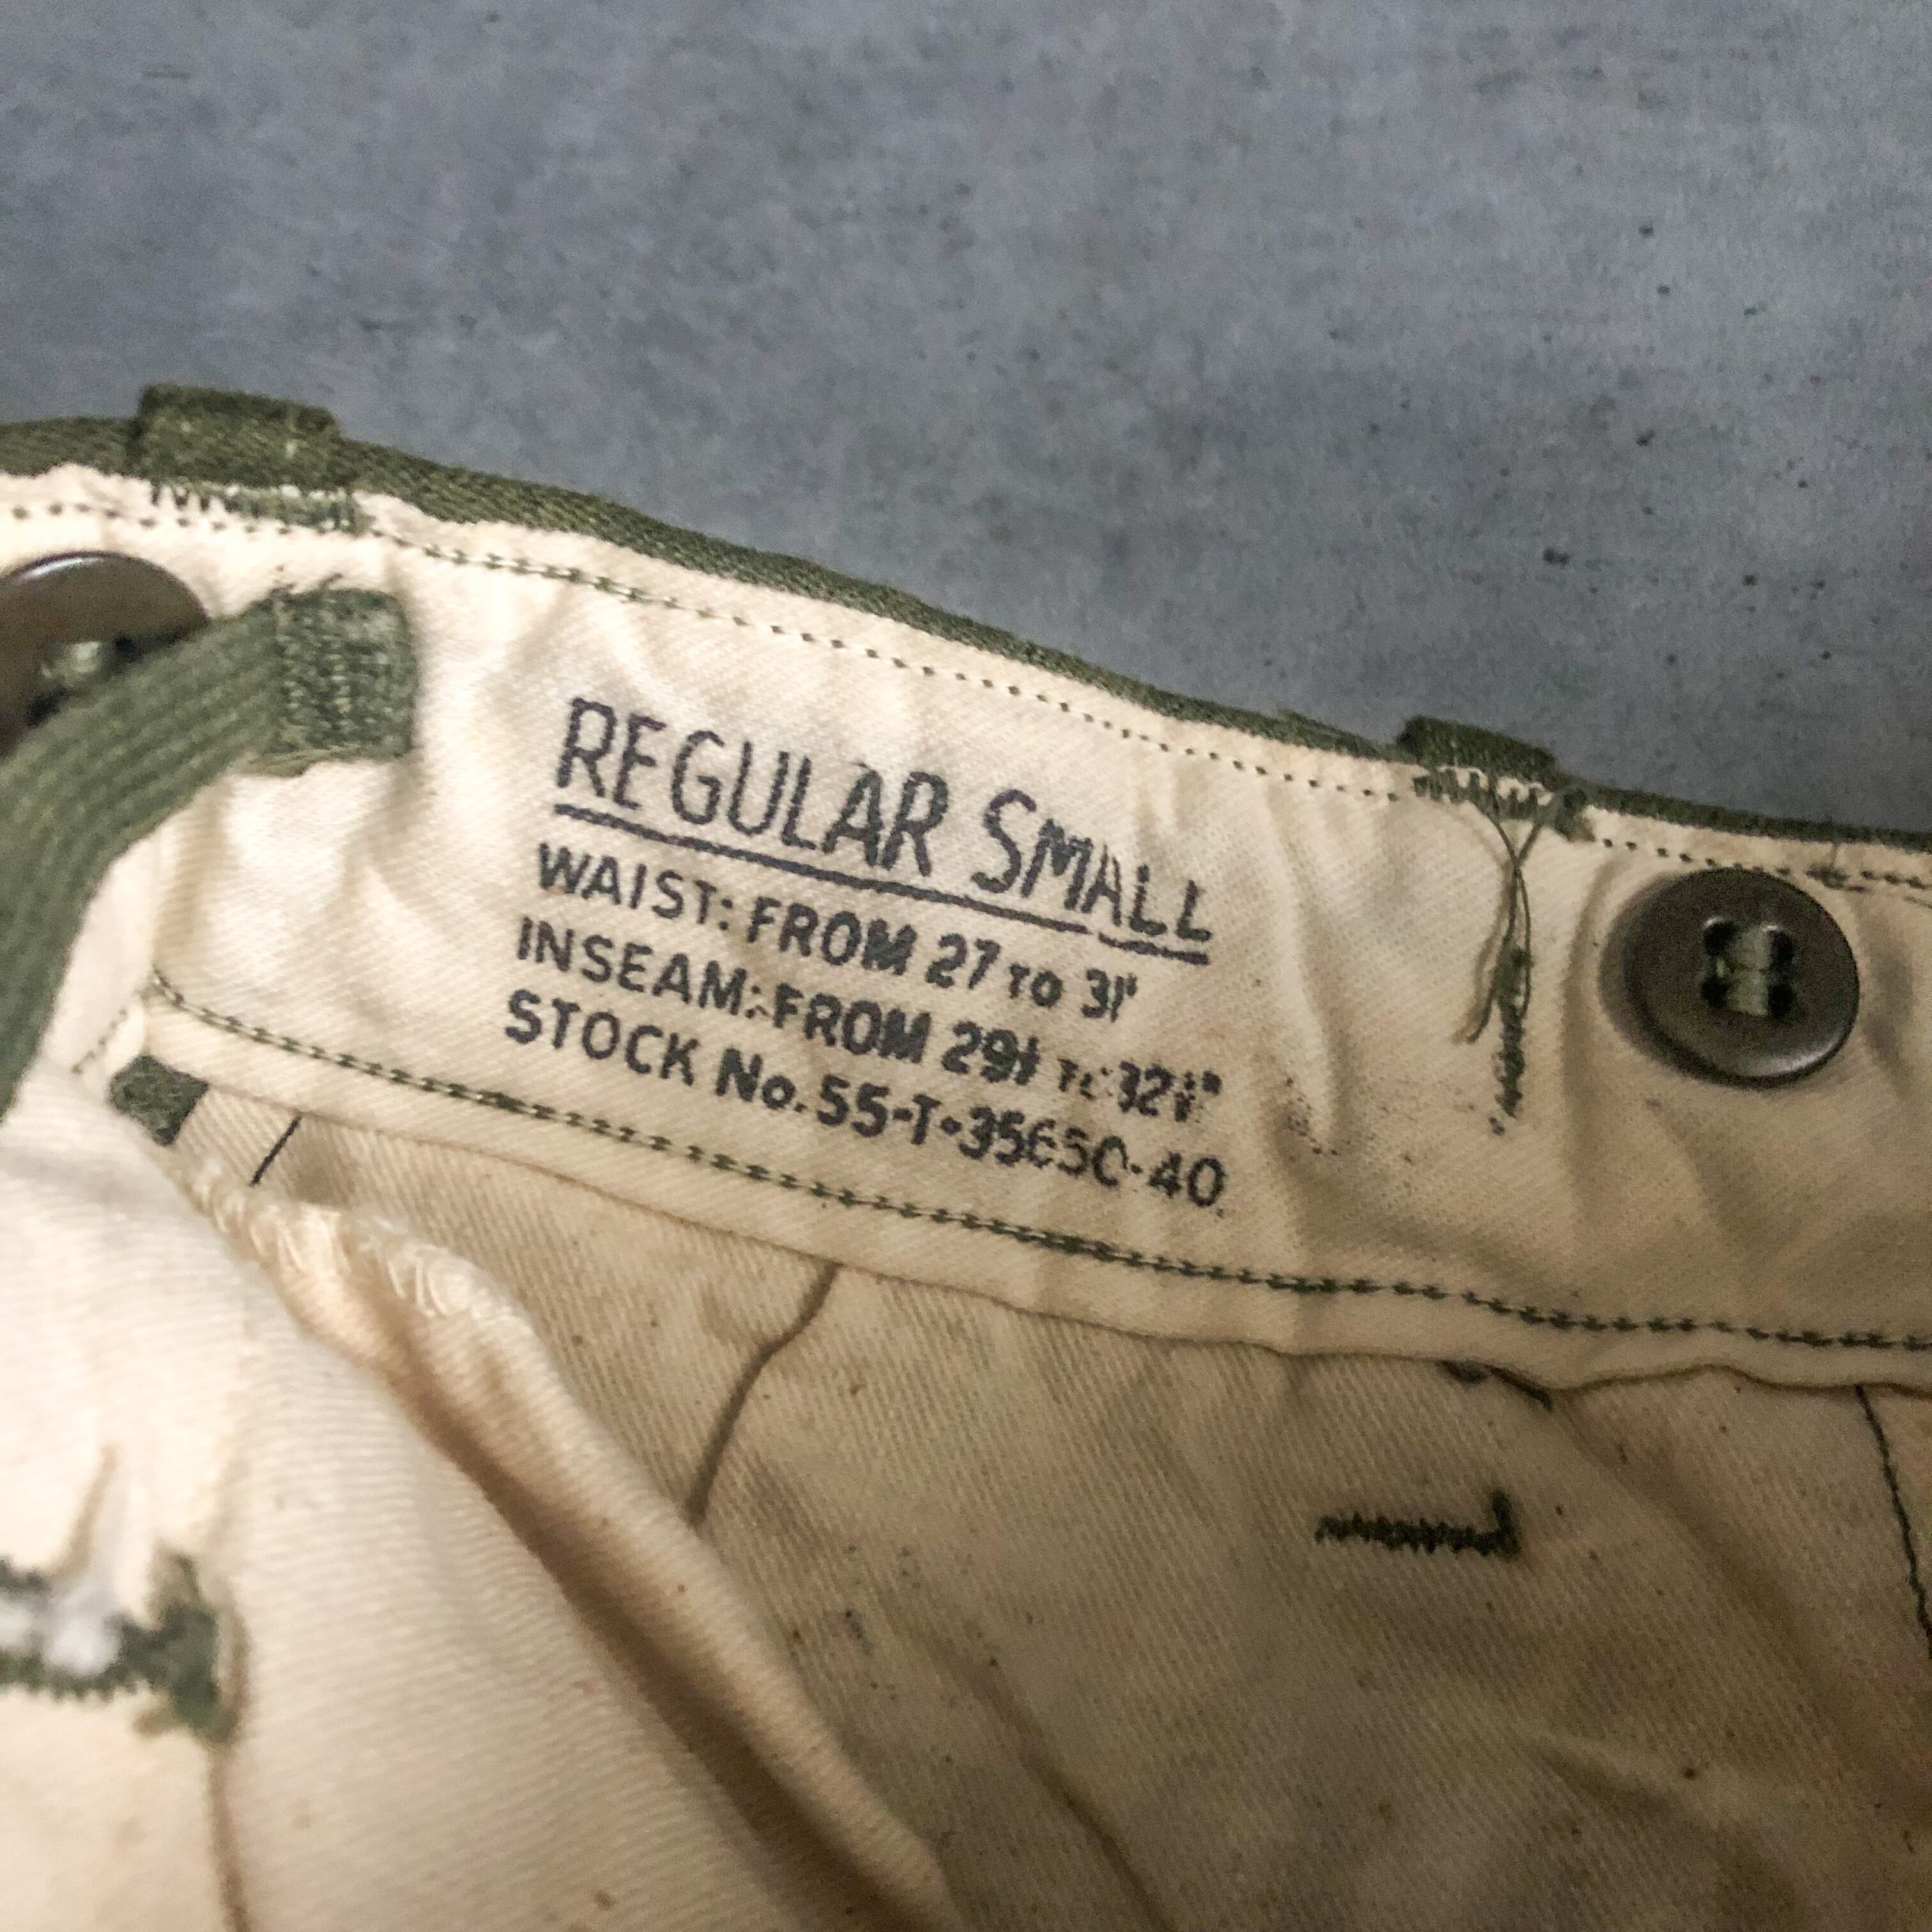 REGULAR SMALL
WAIST: FROM 27 TO 31"
INSEAM: FROM 29½ TO 32½"
STOCK No. 55-T-35650-40